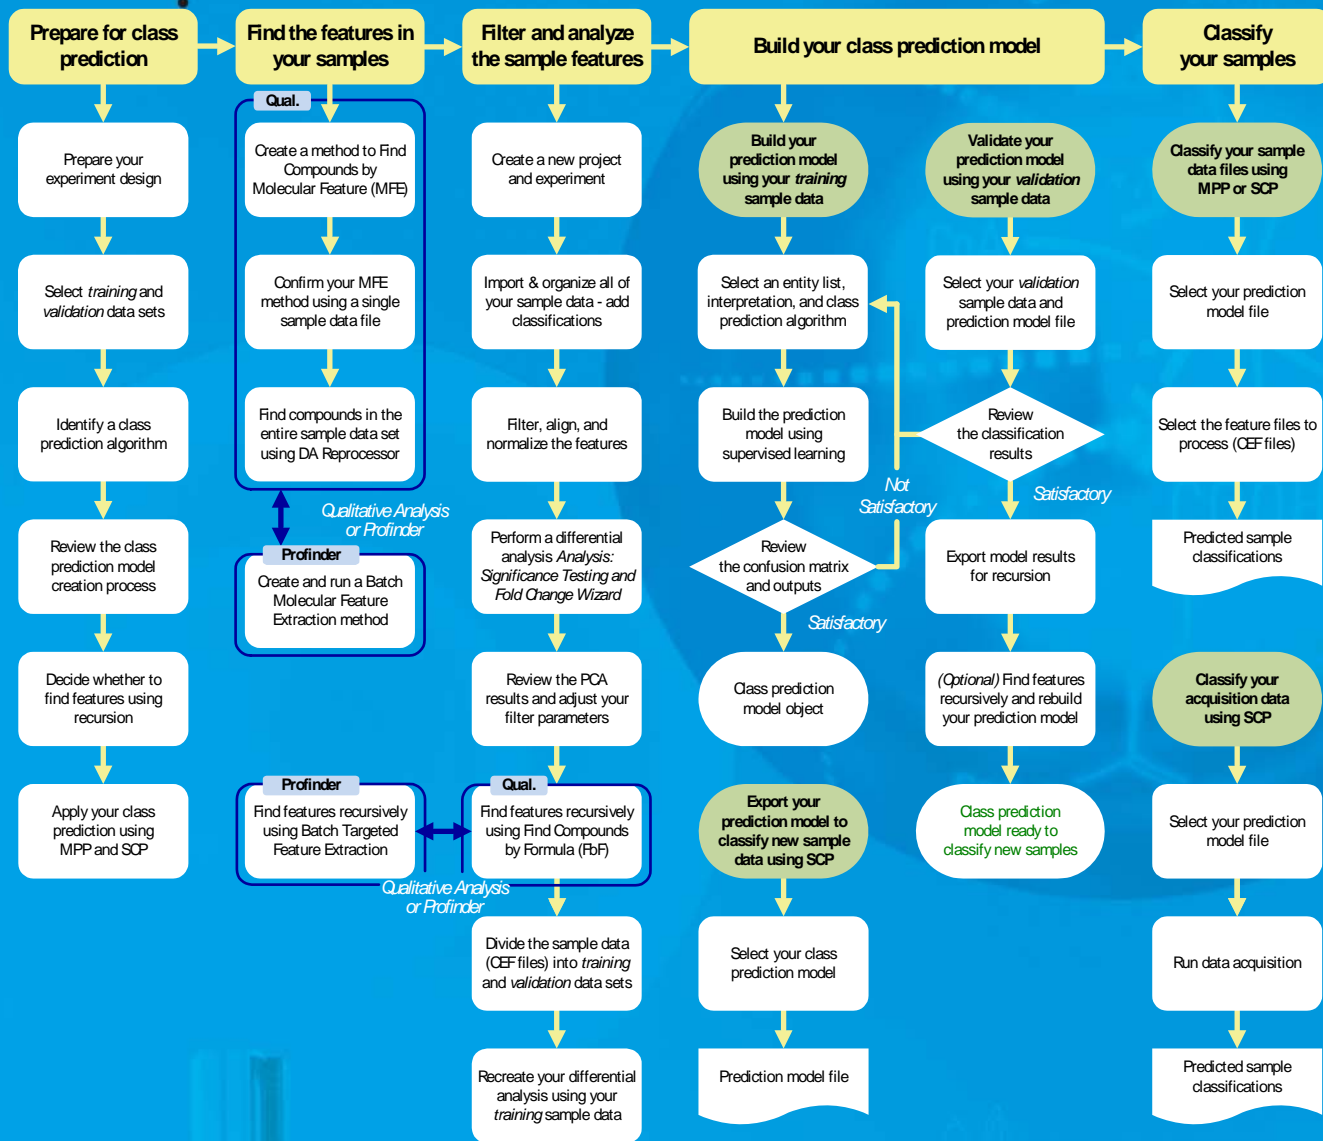 Prepare for class
prediction
Find the features in
your samples
Filter and analyze
the sample features
Build your class prediction model
Classify
your samples
Prepare your
experiment design
Select training and
validation data sets
Identify a class
prediction algorithm
Review the class
prediction model
creation process
Decide whether to
find features using
recursion
Apply your class
prediction using
MPP and SCP
Qual.
Create a method to Find
Compounds by
Molecular Feature (MFE)
Confirm your MFE
method using a single
sample data file
Find compounds in the
entire sample data set
using DA Reprocessor
Qualitative Analysis
or Profinder
Profinder
Create and run a Batch
Molecular Feature
Extraction method
Profinder
Find features recursively
using Batch Targeted
Feature Extraction
Qualitative Analysis
or Profinder
Create a new project
and experiment
Import & organize all of
your sample data - add
classifications
Filter, align, and
normalize the features
Perform a differential
analysis Analysis:
Significance Testing and
Fold Change Wizard
Review the PCA
results and adjust your
filter parameters
Qual.
Find features recursively
using Find Compounds
by Formula (FbF)
Divide the sample data
(CEF files) into training
and validation data sets
Recreate your differential
analysis using your
training sample data
Build your
prediction model
using your training
sample data
Select an entity list,
interpretation, and class
prediction algorithm
Build the prediction
model using
supervised learning
Review
the confusion matrix
and outputs
Not
Satisfactory
Satisfactory
Class prediction
model object
Export your
prediction model to
classify new sample
data using SCP
Select your class
prediction model
Prediction model file
Validate your
prediction model
using your validation
sample data
Select your validation
sample data and
prediction model file
Review
the classification
results
Satisfactory
Export model results
for recursion
(Optional) Find features
recursively and rebuild
your prediction model
Class prediction
model ready to
classify new samples
Classify your sample
data files using
MPP or SCP
Select your prediction
model file
Select the feature files to
process (CEF files)
Predicted sample
classifications
Classify your
acquisition data
using SCP
Select your prediction
model file
Run data acquisition
Predicted sample
classifications